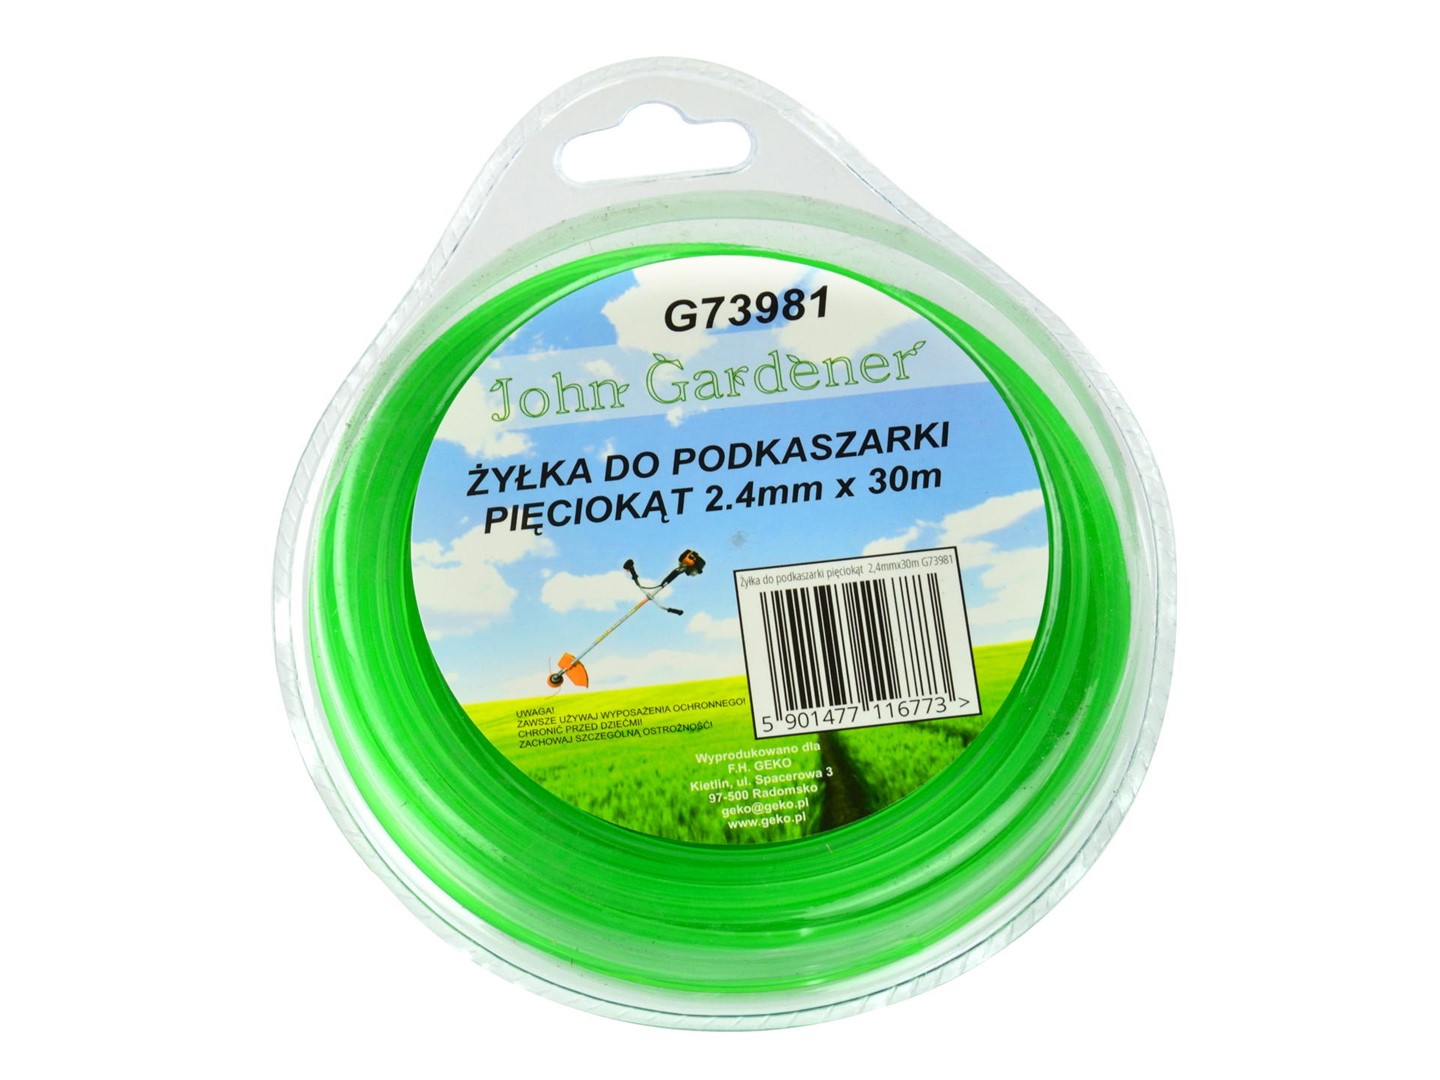 G73981
John Gardener
ŻYŁKA DO PODKASZARKI
PIĘCIOKĄT 2.4mm x 30m
Żyłka do podkaszarki pięciokąt 2,4mmx30m G73981
5 901477 116773 >
UWAGA!
ZAWSZE UŻYWAJ WYPOSAŻENIA OCHRONNEGO!
CHRONIĆ PRZED DZIEĆMI!
ZACHOWAJ SZCZEGÓLNĄ OSTROŻNOŚĆ!
Wyprodukowano dla
F.H. GEKO
Kietlin, ul. Spacerowa 3
97-500 Radomsko
geko@geko.pl
www.geko.pl